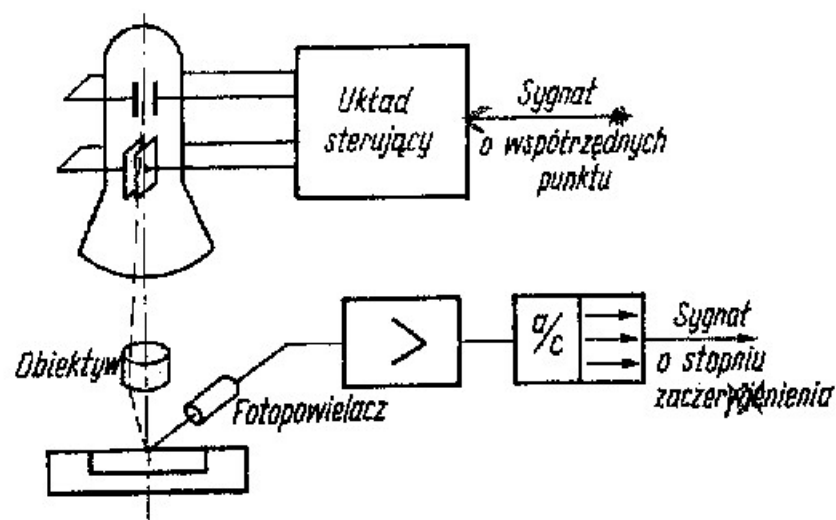 Układ
sterujący
Sygnał
o współrzędnych
punktu
Obiektyw
Fotopowielacz
a/c
Sygnał
o stopniu